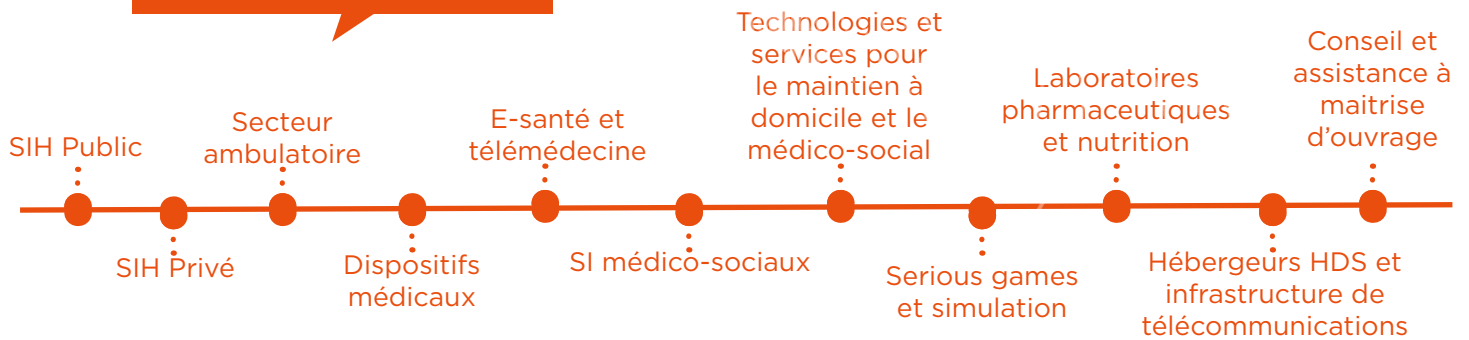 SIH Public
SIH Privé
Secteur
ambulatoire
Dispositifs
médicaux
E-santé et
télémédecine
SI médico-sociaux
Technologies et
services pour
le maintien à
domicile et le
médico-social
Serious games
et simulation
Laboratoires
pharmaceutiques
et nutrition
Hébergeurs HDS et
infrastructure de
télécommunications
Conseil et
assistance à
maitrise
d'ouvrage